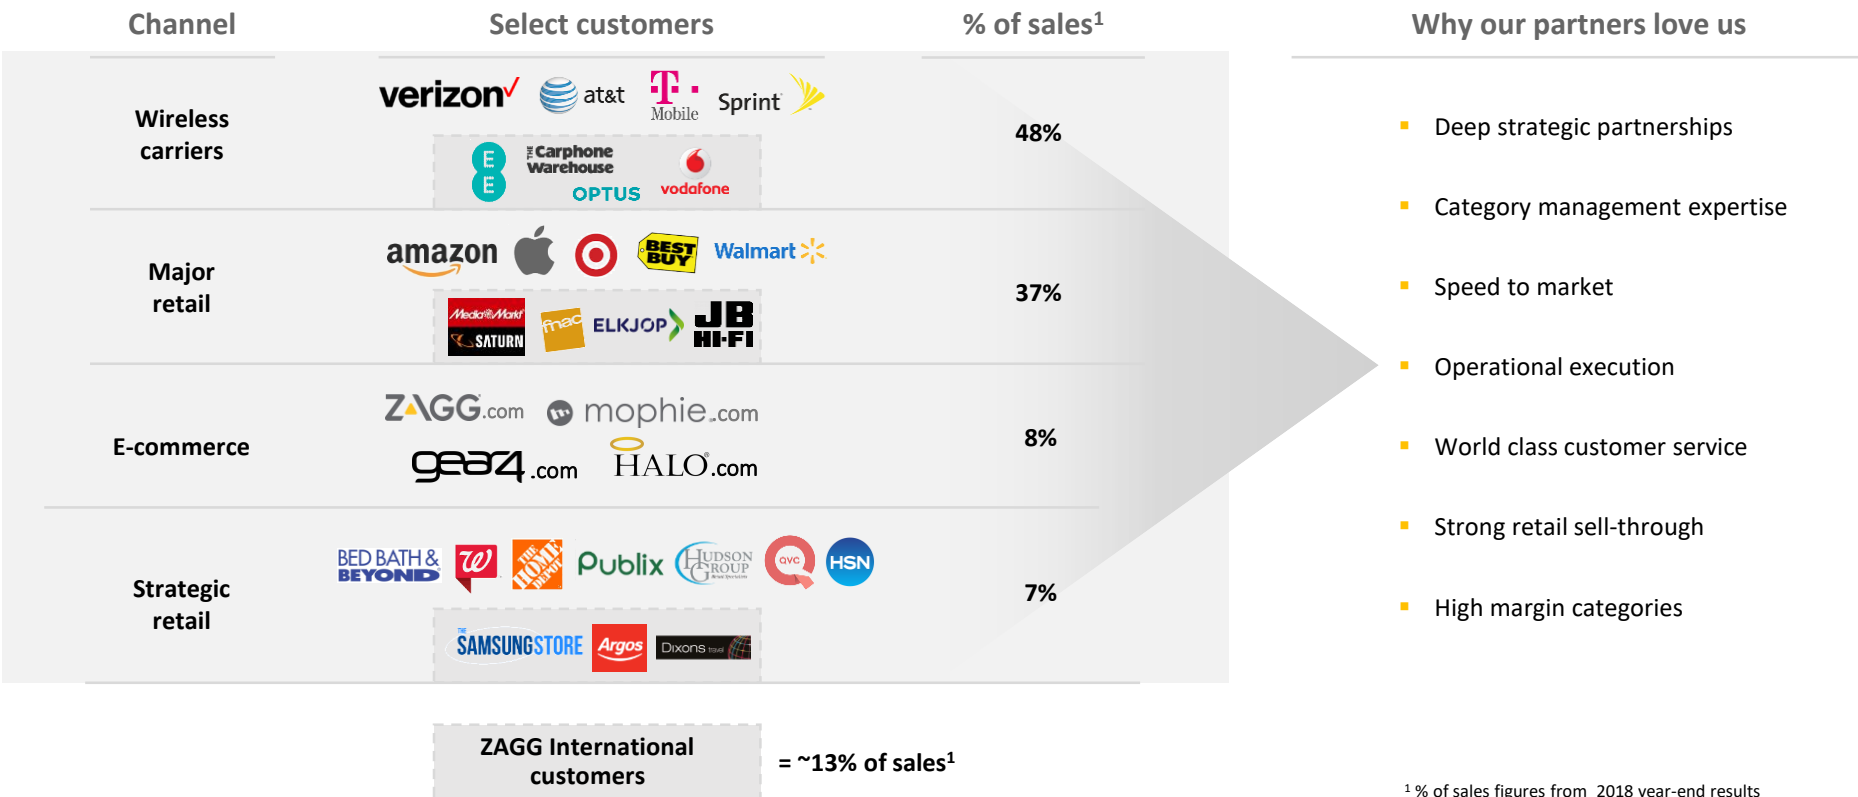 Channel
Select customers
% of sales¹
Why our partners love us
Wireless
carriers
verizon
at&t
T
Mobile
Sprint
EE
THE Carphone
Warehouse
OPTUS
vodafone
48%
Major
retail
amazon
BEST
BUY
Walmart
Media Markt
SATURN
fnac
ELKJOP
JB
HI-FI
37%
E-commerce
ZAGG.com
mophie.com
gear4.com
HALO®.com
8%
Strategic
retail
BED BATH &
BEYOND
W
THE
HOME
DEPOT
Publix
HUDSON
GROUP
QVC
HSN
THE
SAMSUNGSTORE
Argos
Dixons travel
7%
Deep strategic partnerships
Category management expertise
Speed to market
Operational execution
World class customer service
Strong retail sell-through
High margin categories
ZAGG International
customers
= ~13% of sales¹
¹ % of sales figures from 2018 year-end results